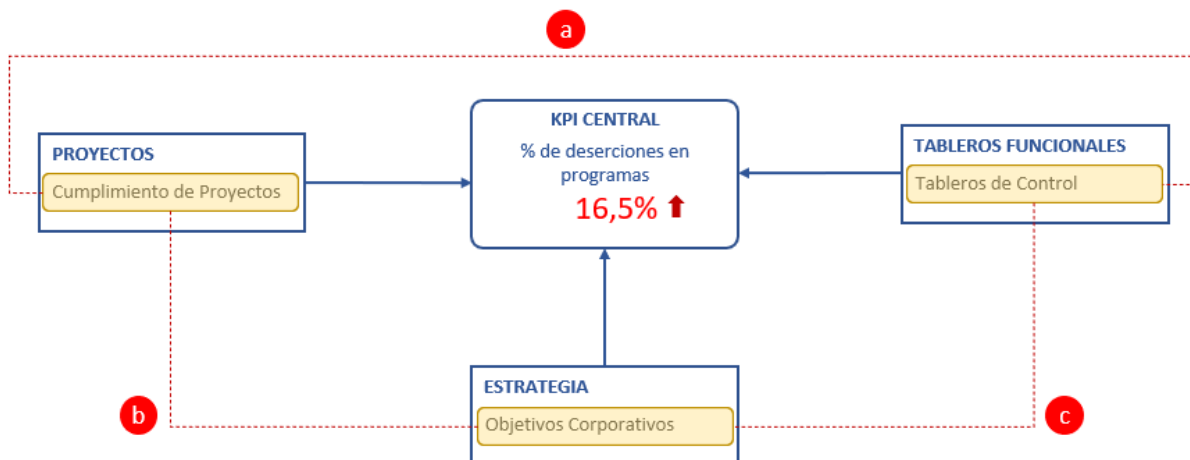 a
KPI CENTRAL
% de deserciones en
programas
16,5%
PROYECTOS
Cumplimiento de Proyectos
TABLEROS FUNCIONALES
Tableros de Control
ESTRATEGIA
Objetivos Corporativos
b
c